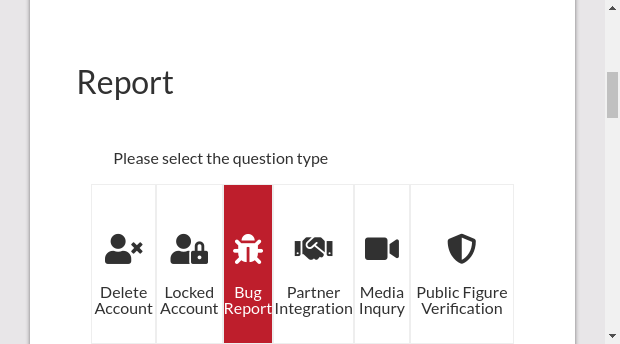 Report
Please select the question type
Delete
Account
Locked
Account
Bug
Report
Partner
Integration
Media
Inqury
Public Figure
Verification